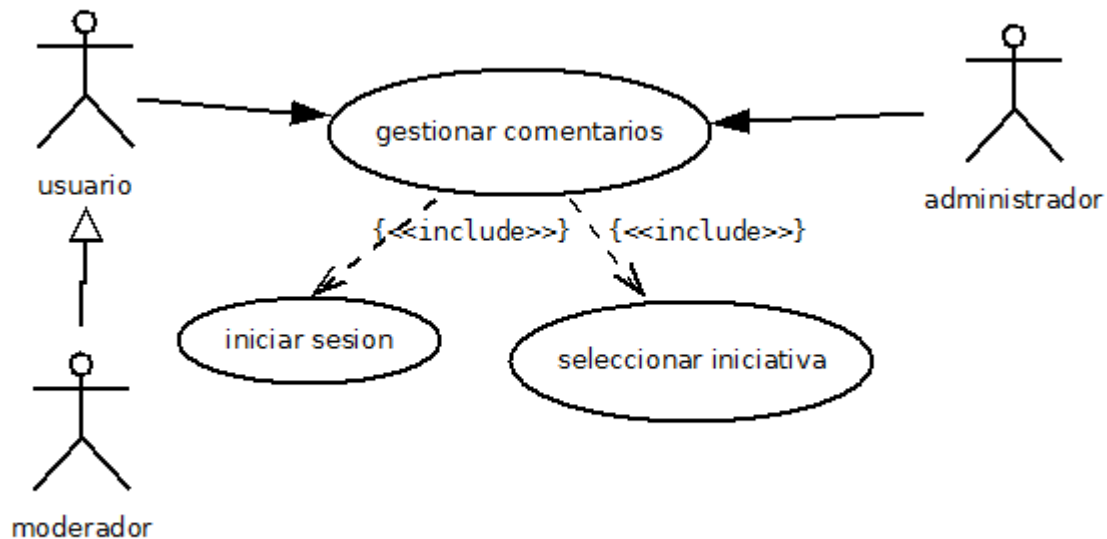 gestionar comentarios
usuario
administrador
{<<include>>}
{<<include>>}
iniciar sesion
seleccionar iniciativa
moderador